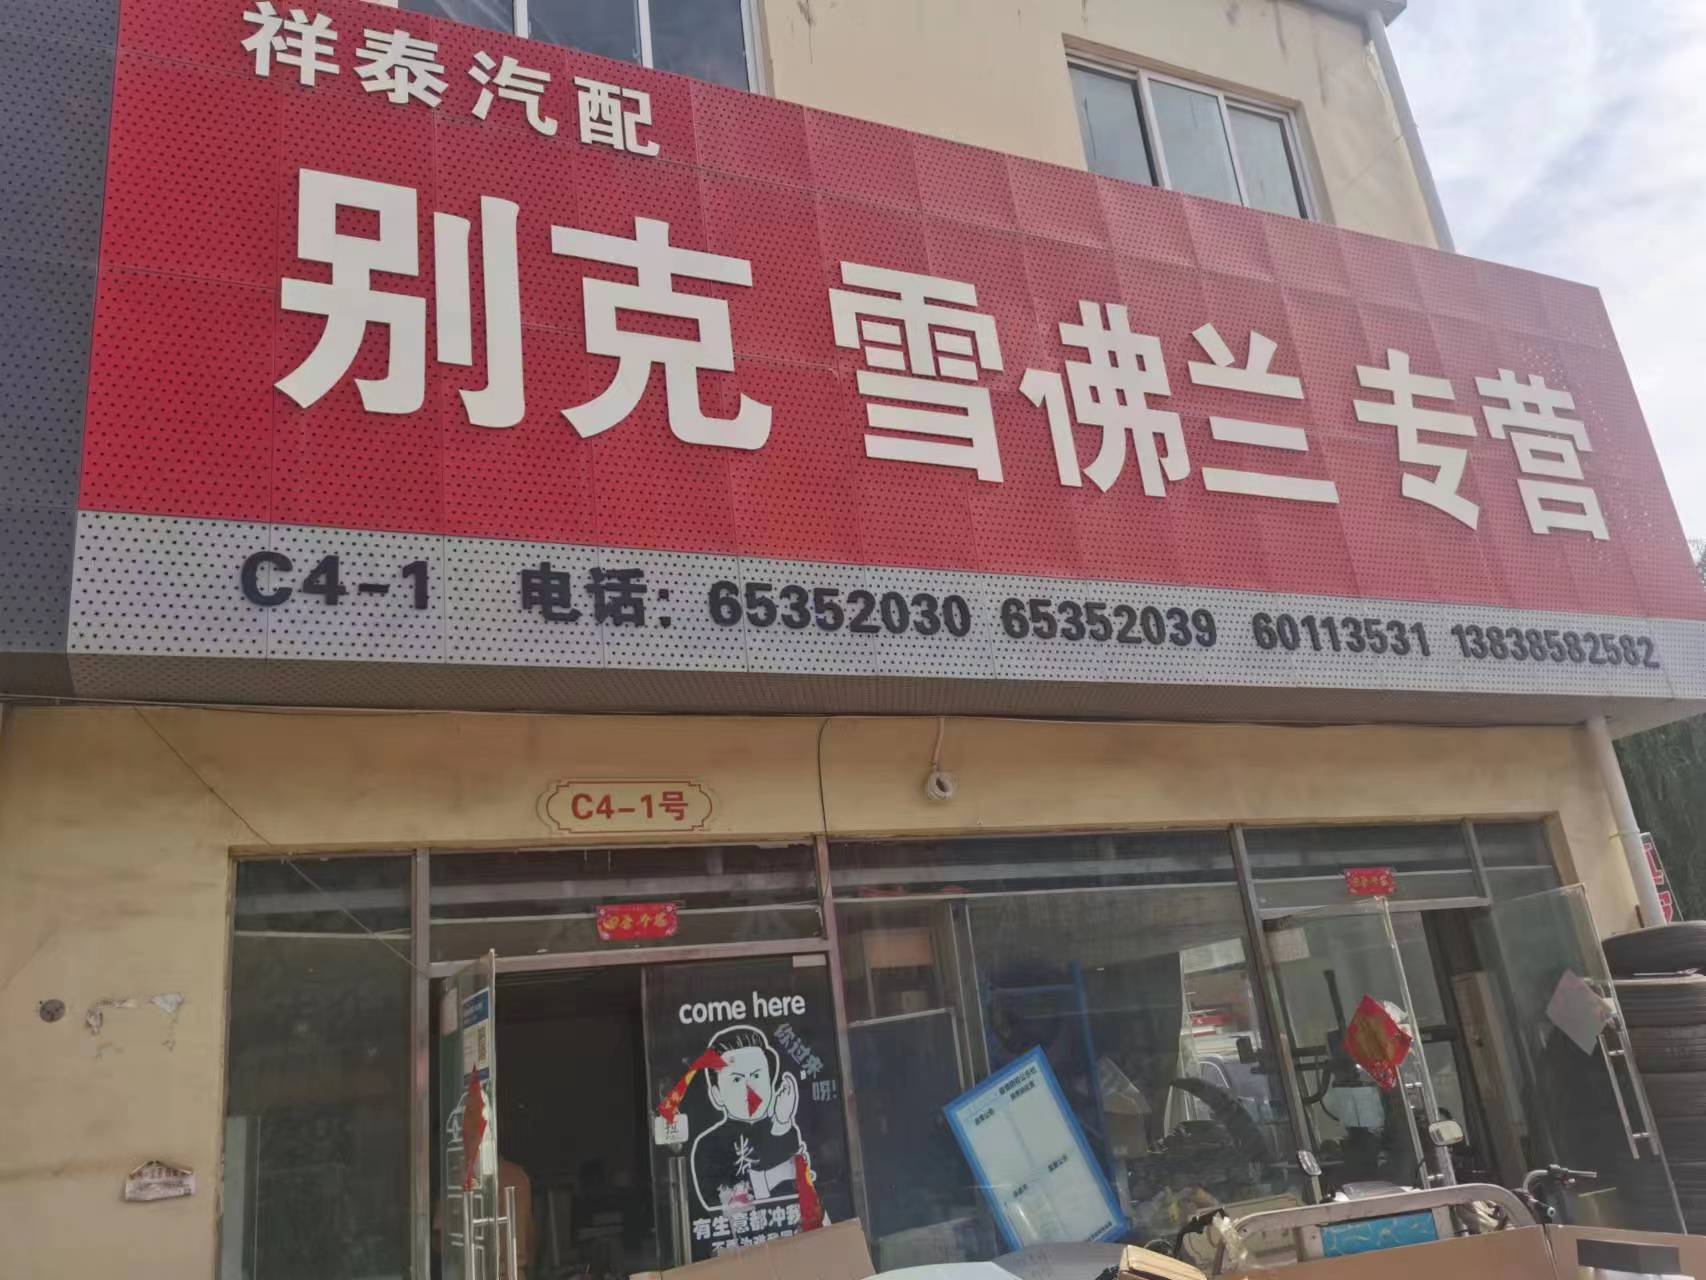 祥泰汽配
别克 雪佛兰 专营
C4-1 电话：65352030 65352039 60113531 13838582582
C4-1号
come here
你过来呀！
拉
有生意都冲我